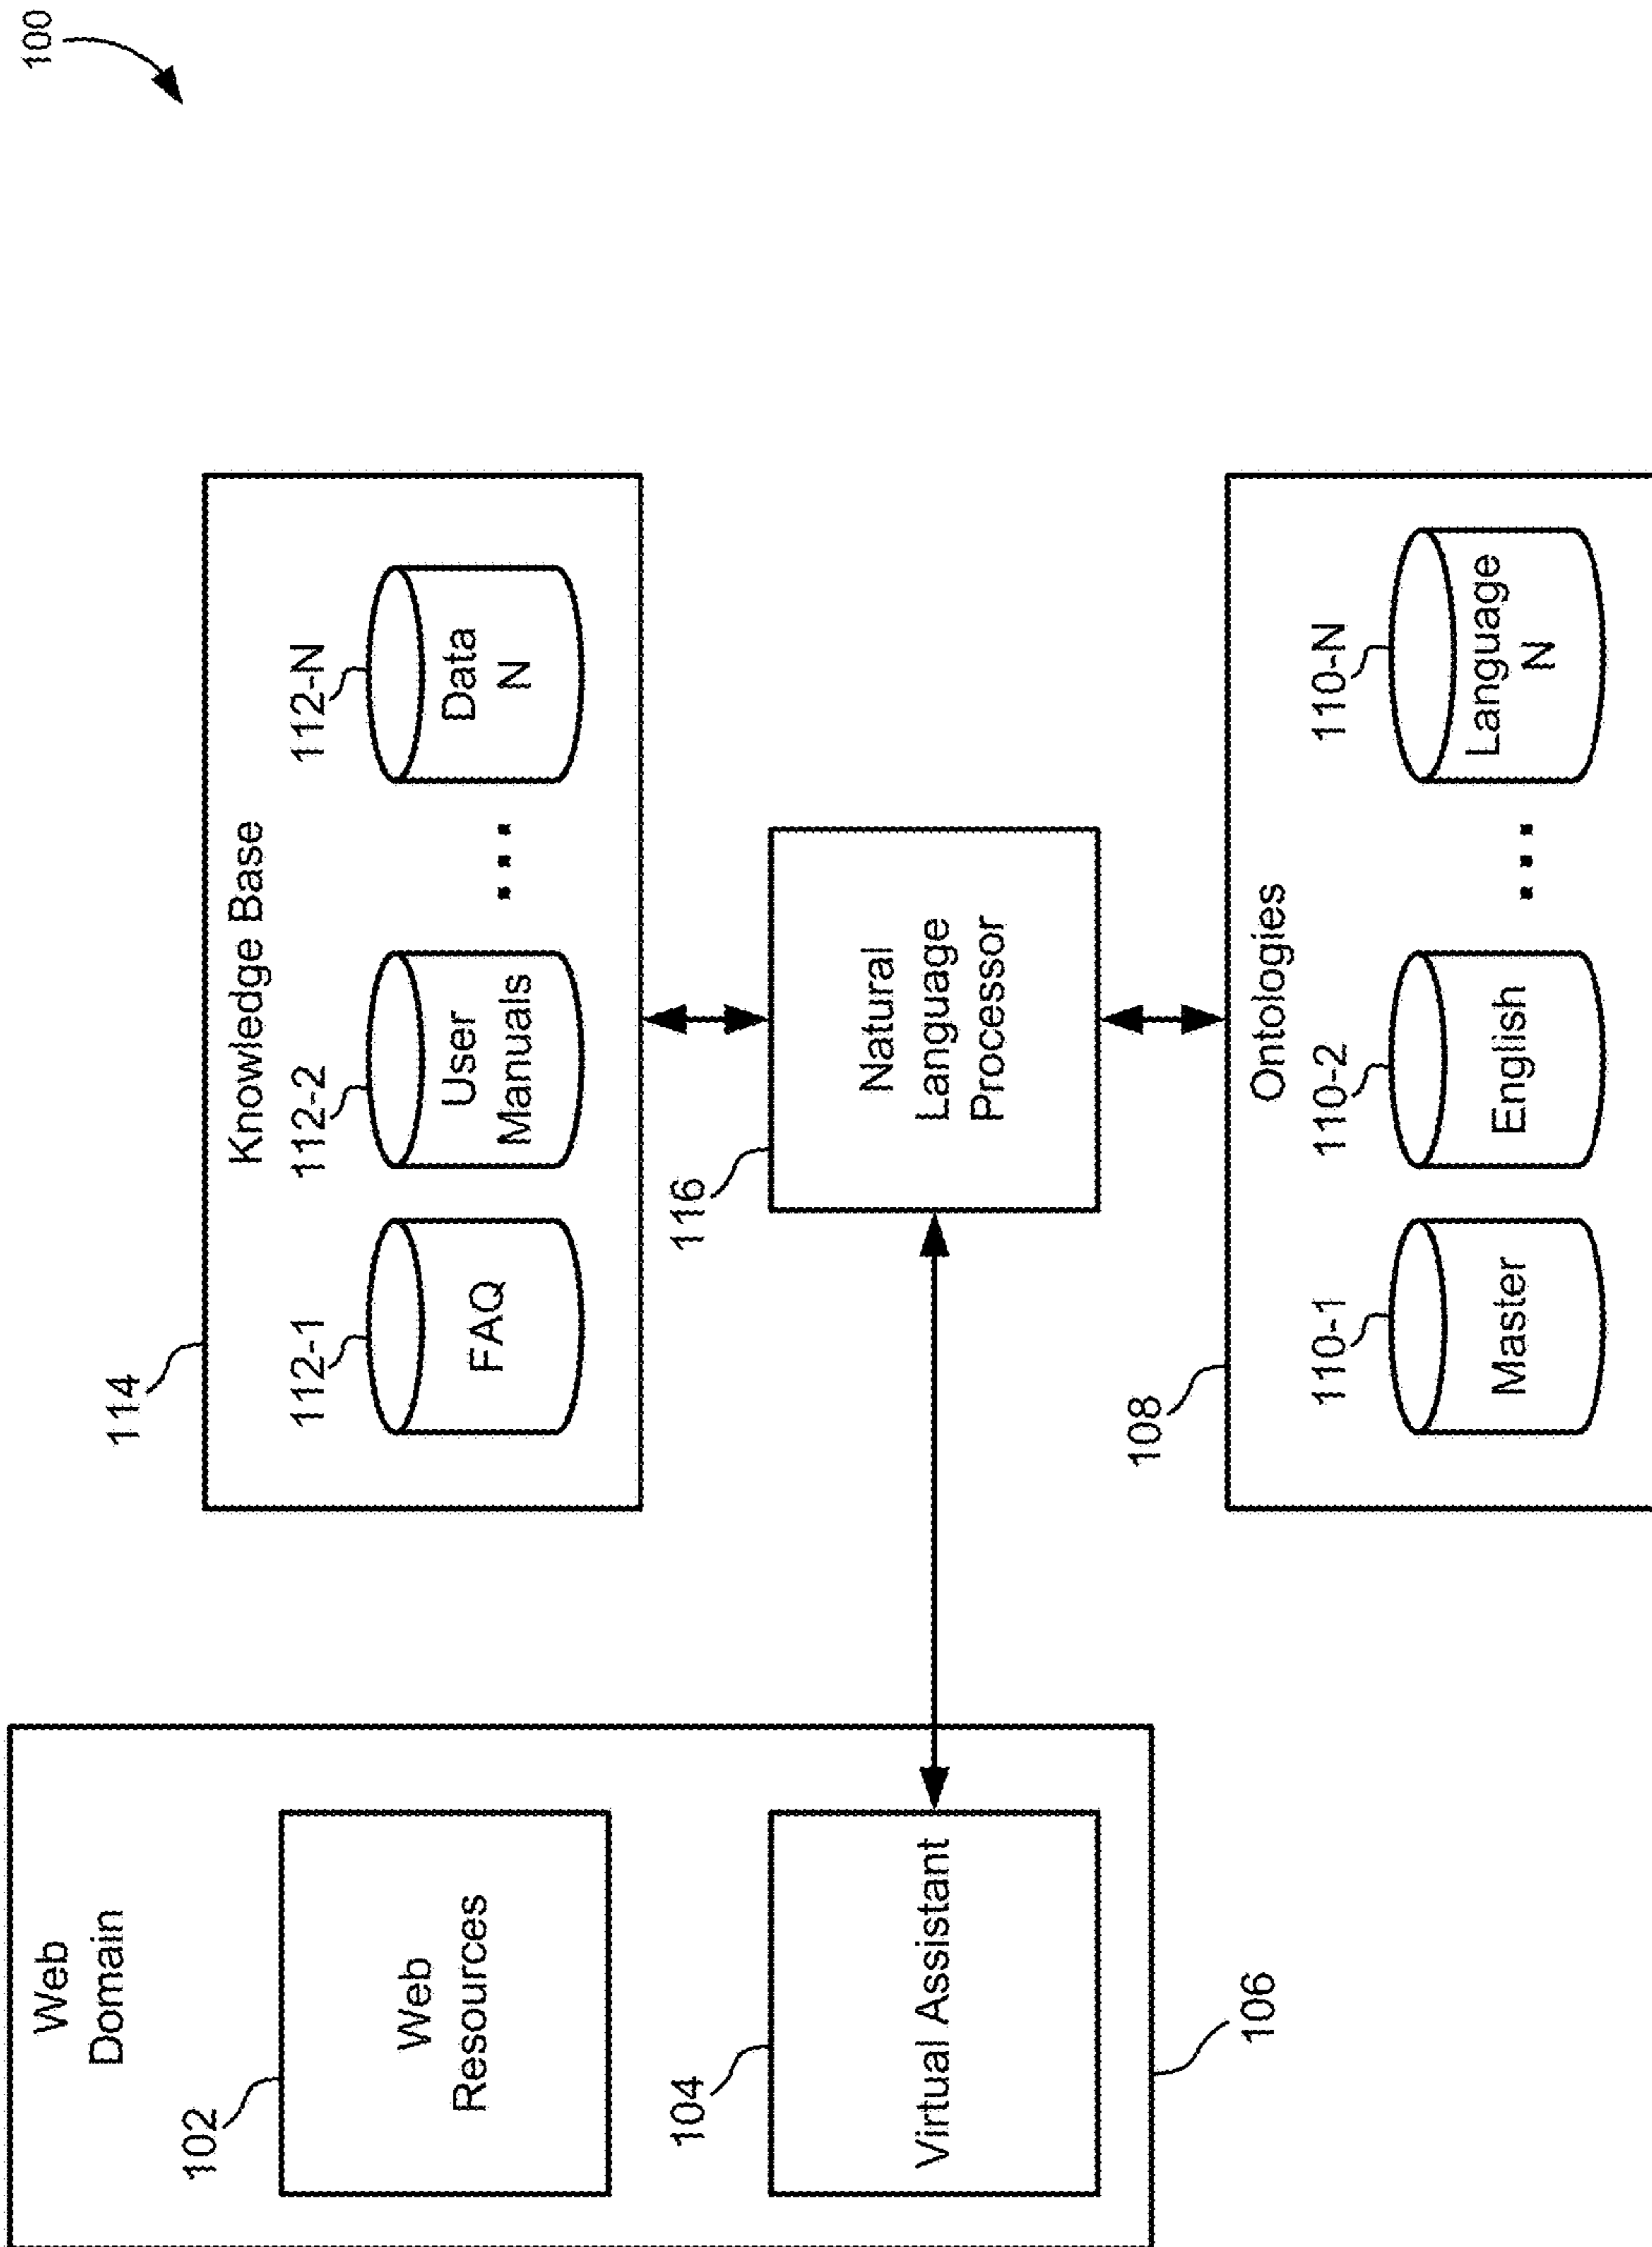 100
Web
Domain
102
Web
Resources
104
Virtual Assistant
106
114
Knowledge Base
112-1
FAQ
112-2
User
Manuals
112-N
Data
N
116
Natural
Language
Processor
108
Ontologies
110-1
Master
110-2
English
110-N
Language
N